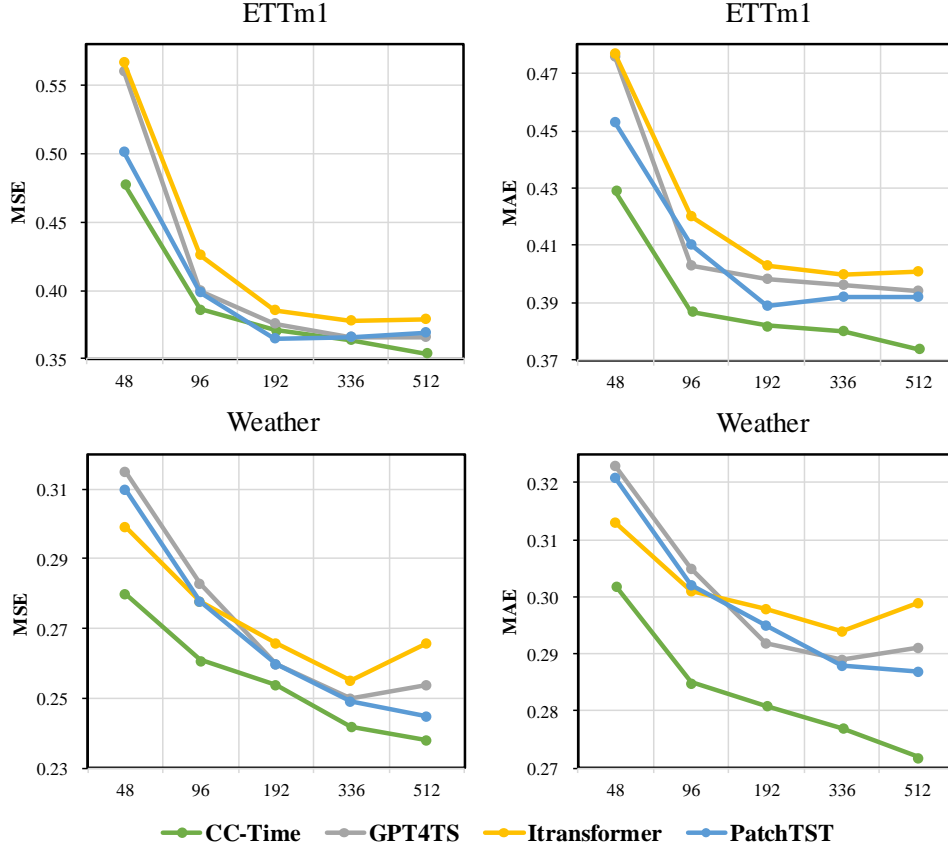 ETTm1
MSE
0.55
0.50
0.45
0.40
0.35
48 96 192 336 512
ETTm1
MAE
0.47
0.45
0.43
0.41
0.39
0.37
48 96 192 336 512
Weather
MSE
0.31
0.29
0.27
0.25
0.23
48 96 192 336 512
Weather
MAE
0.32
0.31
0.30
0.29
0.28
0.27
48 96 192 336 512
CC-Time GPT4TS Itransformer PatchTST